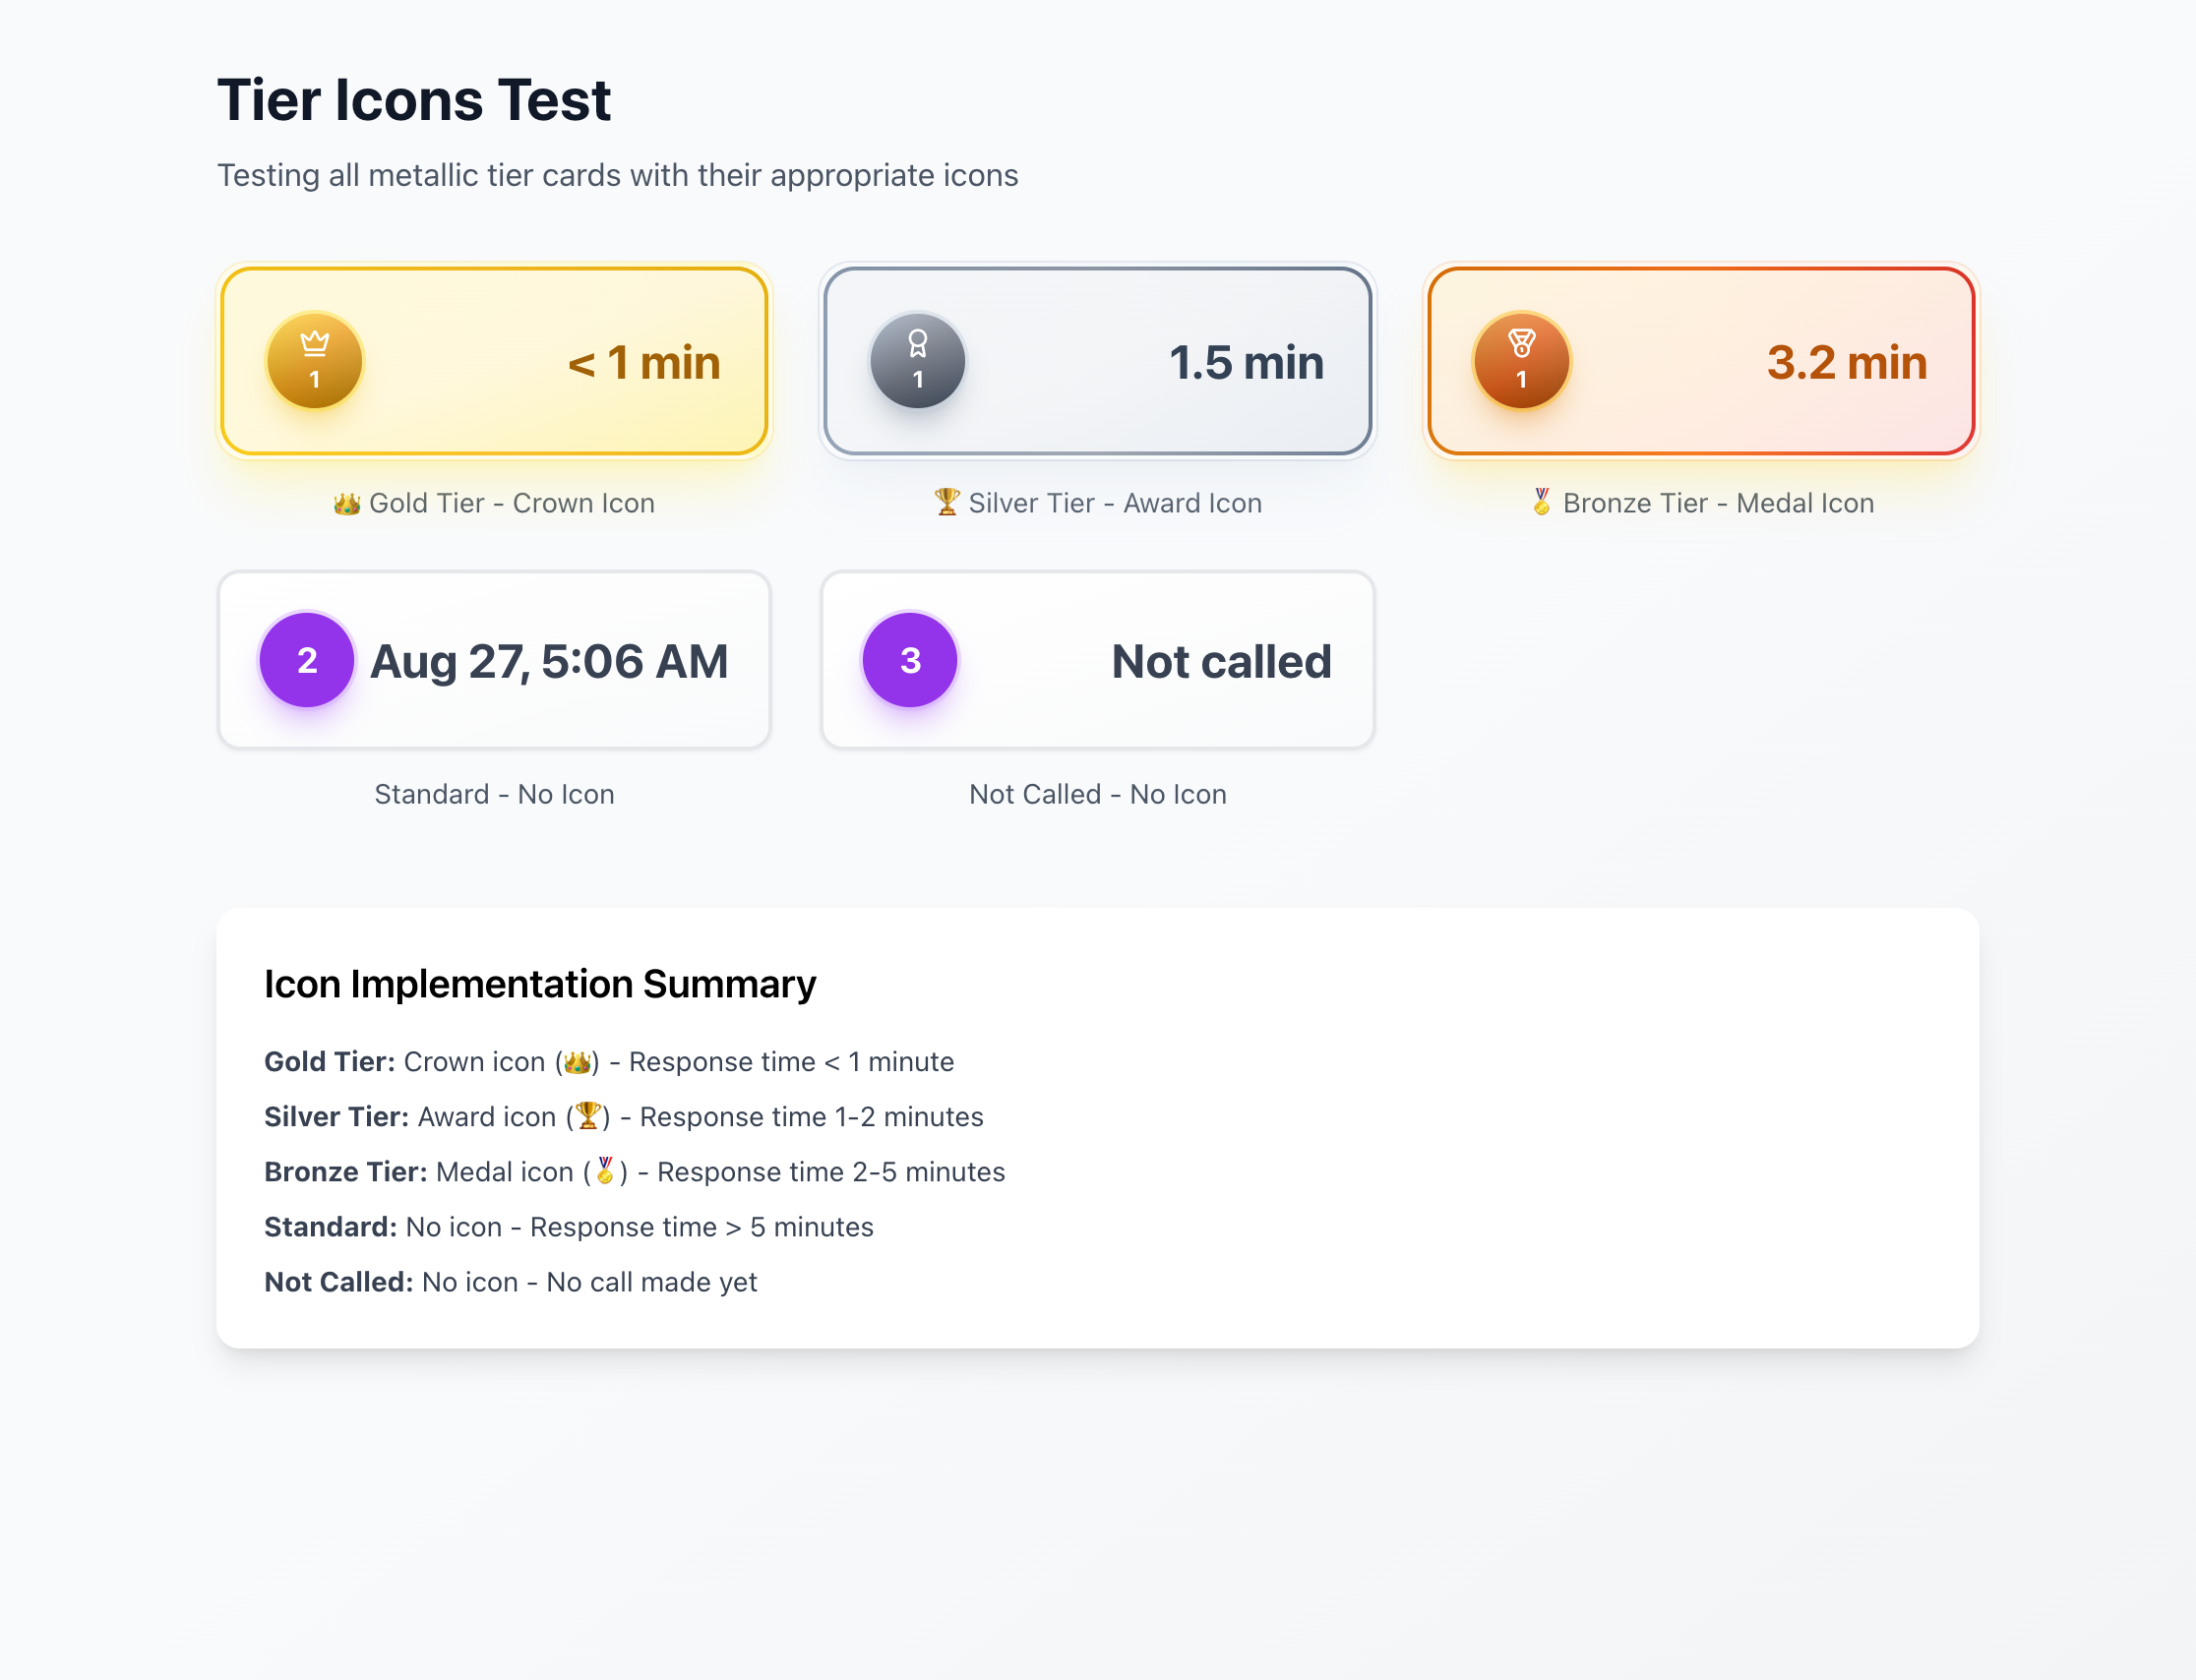 Tier Icons Test
Testing all metallic tier cards with their appropriate icons
1
< 1 min
1
1.5 min
1
3.2 min
👑 Gold Tier - Crown Icon
🏆 Silver Tier - Award Icon
🏅 Bronze Tier - Medal Icon
2
Aug 27, 5:06 AM
3
Not called
Standard - No Icon
Not Called - No Icon
Icon Implementation Summary
Gold Tier: Crown icon (👑) - Response time < 1 minute
Silver Tier: Award icon (🏆) - Response time 1-2 minutes
Bronze Tier: Medal icon (🏅) - Response time 2-5 minutes
Standard: No icon - Response time > 5 minutes
Not Called: No icon - No call made yet